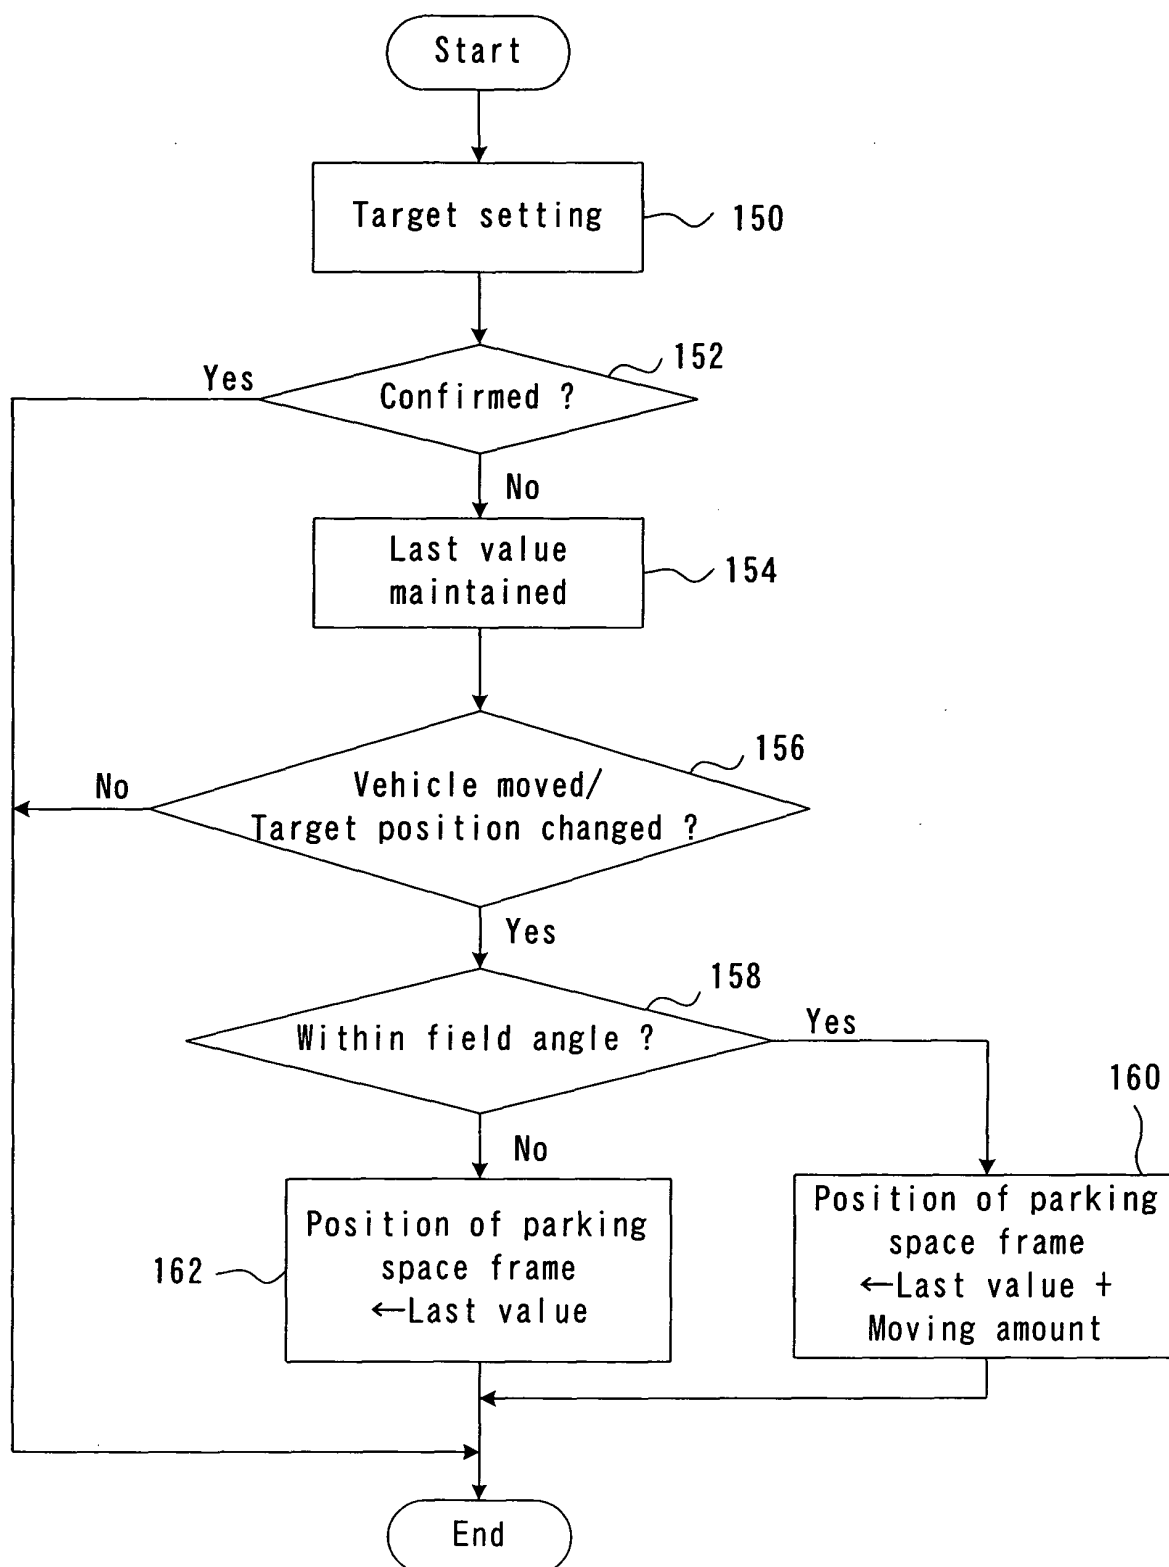 Start
Target setting
150
152
Yes
Confirmed ?
No
Last value
maintained
154
156
No
Vehicle moved/
Target position changed ?
Yes
158
Within field angle ?
Yes
160
No
Position of parking
space frame
←Last value
162
Position of parking
space frame
←Last value +
Moving amount
End